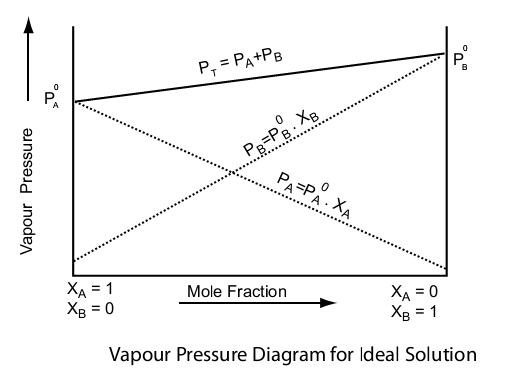 P_T = P_A+P_B
P_A^0
P_B^0
P_B=P_B^0 . X_B
P_A=P_A^0 . X_A
Vapour Pressure
X_A = 1
X_B = 0
Mole Fraction
X_A = 0
X_B = 1
Vapour Pressure Diagram for Ideal Solution